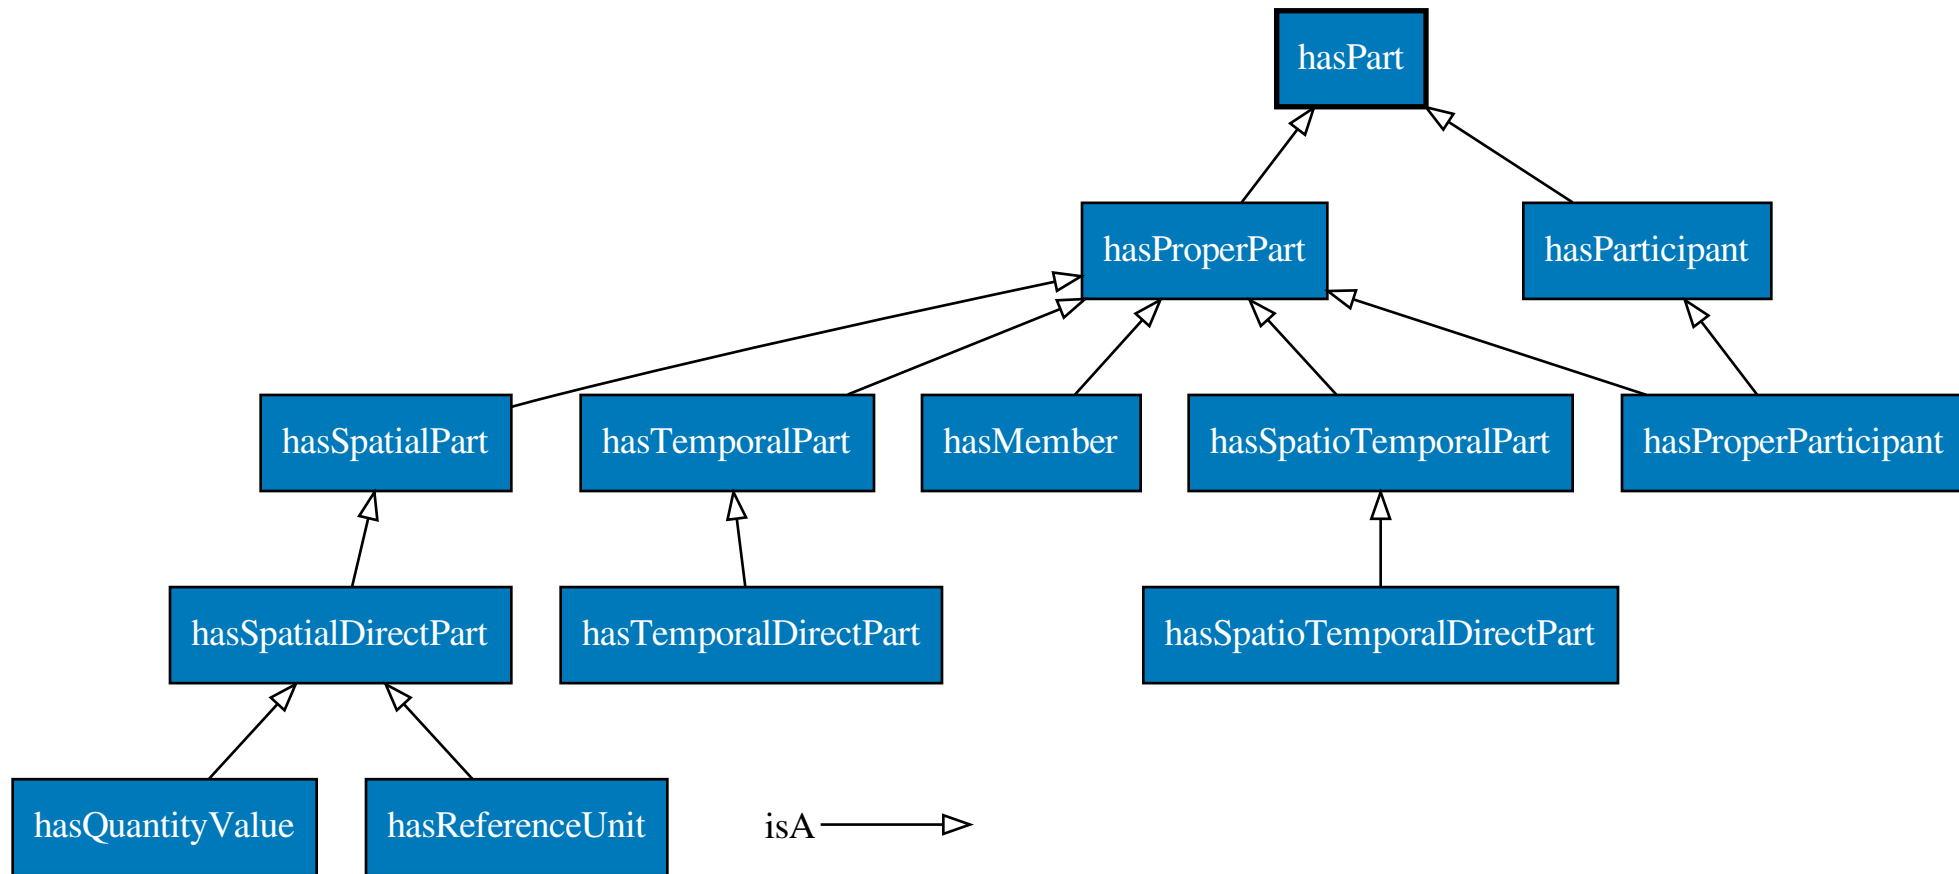 hasPart
hasProperPart
hasParticipant
hasSpatialPart
hasTemporalPart
hasMember
hasSpatioTemporalPart
hasProperParticipant
hasSpatialDirectPart
hasTemporalDirectPart
hasSpatioTemporalDirectPart
hasQuantityValue
hasReferenceUnit
isA